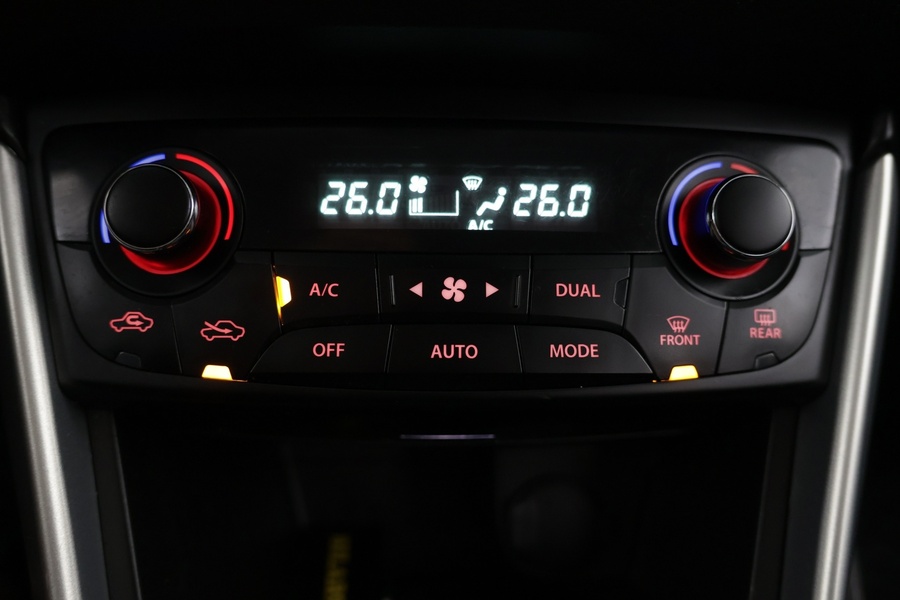 26.0 26.0
A/C
A/C DUAL
FRONT REAR
OFF AUTO MODE